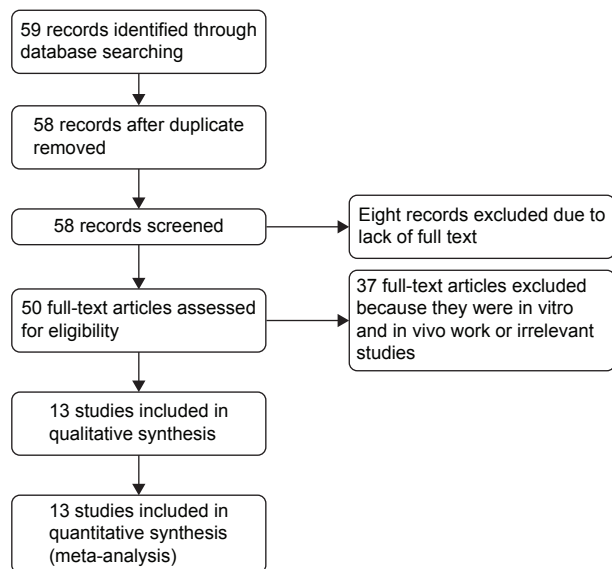 59 records identified through
database searching
58 records after duplicate
removed
58 records screened
Eight records excluded due to
lack of full text
50 full-text articles assessed
for eligibility
37 full-text articles excluded
because they were in vitro
and in vivo work or irrelevant
studies
13 studies included in
qualitative synthesis
13 studies included in
quantitative synthesis
(meta-analysis)